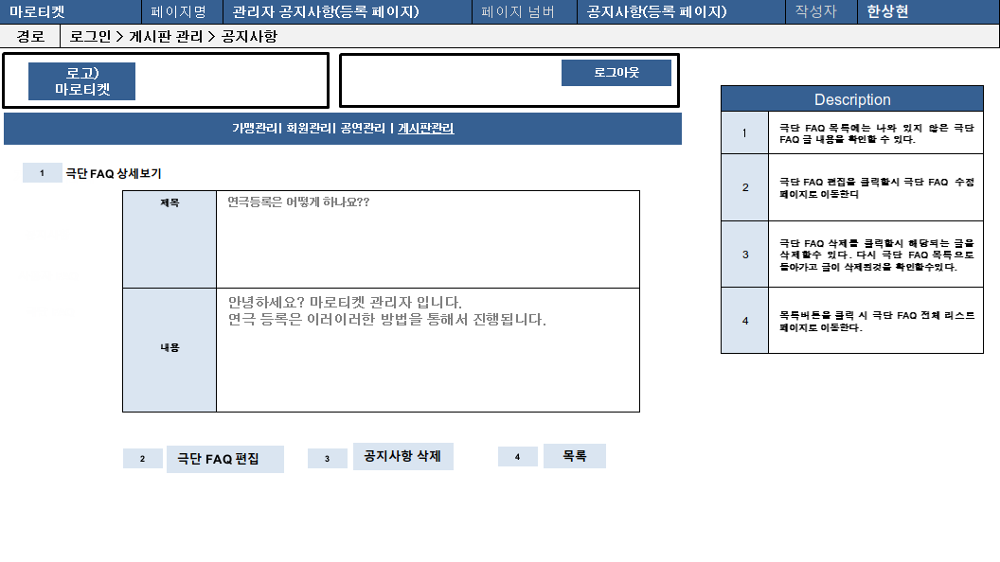 마로티켓 페이지명 관리자 공지사항(등록 페이지) 페이지 넘버 공지사항(등록 페이지) 작성자 한상현
경로 로그인 > 게시판 관리 > 공지사항
로고)
마로티켓
로그아웃
가맹관리| 회원관리| 공연관리 | 게시판관리
1 극단 FAQ 상세보기
제목 연극등록은 어떻게 하나요??
내용
안녕하세요? 마로티켓 관리자 입니다.
연극 등록은 이러이러한 방법을 통해서 진행됩니다.
2 극단 FAQ 편집 3 공지사항 삭제 4 목록
Description
1
극단 FAQ 목록에는 나와 있지 않은 극단
FAQ 글 내용을 확인할 수 있다.
2
극단 FAQ 편집을 클릭할시 극단 FAQ 수정
페이지로 이동한디
3
극단 FAQ 삭제를 클릭할시 해당되는 글을
삭제할수 있다. 다시 극단 FAQ 목록으로
돌아가고 글이 삭제된것을 확인할수있다.
4
목록버튼을 클릭 시 극단 FAQ 전체 리스트
페이지로 이동한다.